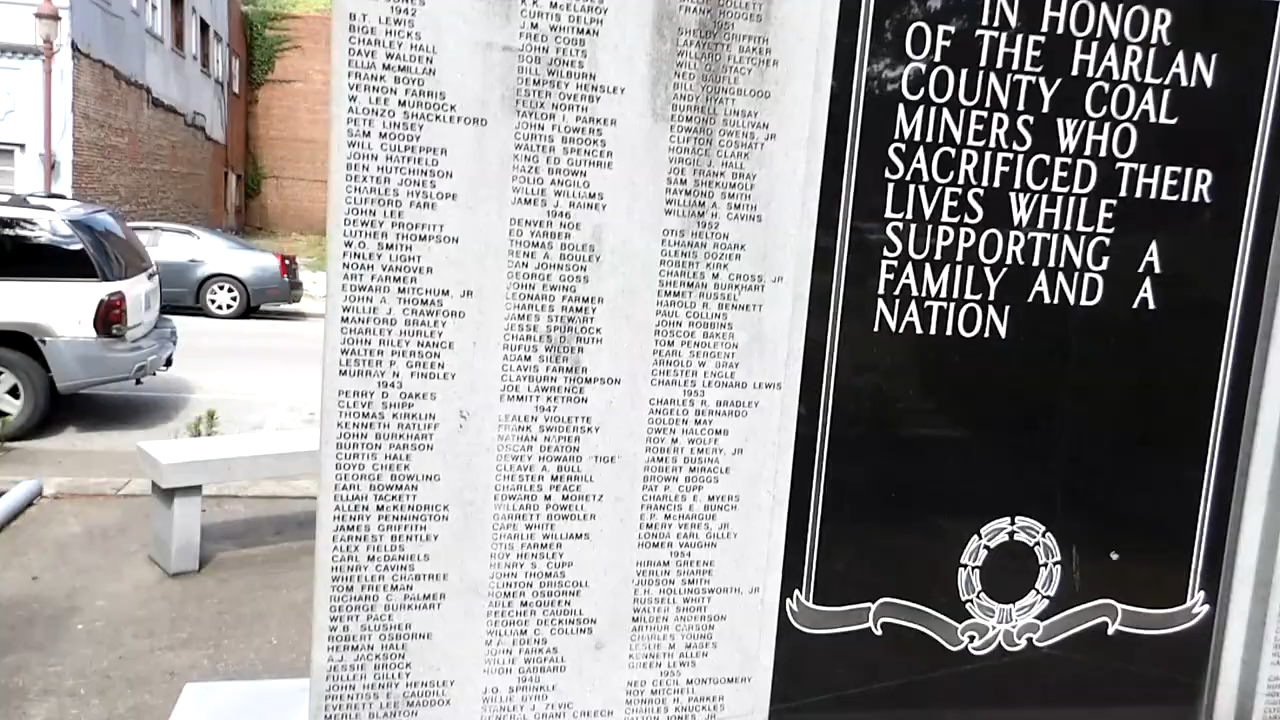 1942
B.T. LEWIS
BIGE HICKS
CHARLEY HALL
DAVE WALDEN
ELIJA McMILLAN
FRANK BOYD
VERNON FARRIS
W. LEE MURDOCK
ALONZO SHACKLEFORD
PETE LINSEY
SAM MOODY
WILL CULPEPPER
JOHN HATFIELD
BEN HUTCHINSON
DEXTER JONES
CHARLES HYSLOPE
CLIFFORD FARE
JOHN LEE
DEWEY PROFFITT
LUTHER THOMPSON
W.O. SMITH
FINLEY LIGHT
NOAH VANOVER
ART FARMER
EDWARD MITCHUM, JR
JOHN A. THOMAS
WILLIE J. CRAWFORD
MANFORD BRALEY
CHARLEY HURLEY
JOHN RILEY NANCE
WALTER PIERSON
LESTER P. GREEN
MURRAY N. FINDLEY
1943
PERRY D. OAKES
CLEVE SHIPP
THOMAS KIRKLIN
KENNETH RATLIFF
JOHN BURKHART
BURTON PARSON
CURTIS HALE
BOYD CHEEK
GEORGE BOWLING
EARL BOWMAN
ELIJAH TACKETT
ALLEN McKENDRICK
HENRY PENNINGTON
JAMES GRIFFITH
EARNEST BENTLEY
ALEX FIELDS
CARL McDANIELS
HENRY CAVINS
WHEELER CRABTREE
TOM FREEMAN
RICHARD C. PALMER
GEORGE BURKHART
WERT PACE
W.B. SLUSHER
ROBERT OSBORNE
HERMAN HALE
A.J. JACKSON
JESSIE BROCK
FULLER GILLEY
JOHN HENRY HENSLEY
PRENTISS E. CAUDILL
EVERETT LEE MADDOX
MERLE BLANTON
K.K. McELARY
CURTIS DELPH
J.M. WHITMAN
FRED COBB
JOHN FELTS
BOB JONES
BILL WILBURN
DEMPSEY HENSLEY
ESTER OVERBY
FELIX NORTH
TAYLOR I. PARKER
JOHN FLOWERS
CURTIS BROOKS
WALTER SPENCER
KING ED GUTHRIE
HAZE BROWN
POLIO ANGILO
WILLIE WILLIAMS
JAMES J. RAINEY
1946
DENVER NOE
ED YARBER
THOMAS BOLES
RENE A. BOULEY
DAN JOHNSON
GEORGE GOSS
JOHN EWING
LEONARD FARMER
CHARLES RAMEY
JAMES STEWART
JESSE SPURLOCK
CHARLES D. RUTH
RUFUS WILDER
ADAM SILER
CLAVIS FARMER
CLAYBURN THOMPSON
JOE LAWRENCE
EMMITT KETRON
1947
LEALEN VIOLETTE
FRANK SWIDERSKY
NATHAN NAPIER
OSCAR DEATON
DEWEY HOWARD "TIGE"
CLEAVE A. BULL
CHESTER MERRILL
CHARLES PEACE
EDWARD M. MORETZ
WILLARD POWELL
GARRETT BOWDLER
CAPE WHITE
CHARLIE WILLIAMS
OTIS FARMER
ROY HENSLEY
HENRY S. CUPP
JOHN THOMAS
CLINTON DRISCOLL
HOMER OSBORNE
ABLE McQUEEN
BEECHER CAUDILL
GEORGE DECKINSON
WILLIAM C. COLLINS
M.A. EDENS
JOHN FARKAS
WILLIE WIGFALL
HUGH GABBARD
1948
J.O. SPRINKLE
WILLIE BYRD
STANLEY J. ZEVIC
GENERAL GRANT CREECH
COLLETT
FRANK HODGES
1951
SHELBY GRIFFITH
LAFAYETTE BAKER
WILLARD FLETCHER
WILL G. STACY
NED BAGLE
BILL YOUNGBLOOD
ANDY HYATT
BURNELL LINSAY
EDMOND SULLIVAN
EDWARD OWENS, JR
CLIFTON COSHATT
HORACE CLARK
VIRGIL J. HALL
JOE FRANK BRAY
SAM SHEKUMOLF
RAYMOND SMITH
WILLIAM A. SMITH
WILLIAM H. CAVINS
1952
OTIS HELTON
ELHANAN ROARK
GLENIS DOZIER
ROBERT KIRK
CHARLES M. CROSS, JR
SHERMAN BURKHART
EMMET RUSSEL
HAROLD R. BENNETT
PAUL COLLINS
JOHN ROBBINS
ROSCOE BAKER
TOM PENDLETON
PEARL SERGENT
ARNOLD W. BRAY
CHESTER ENGLE
CHARLES LEONARD LEWIS
1953
CHARLES R. BRADLEY
ANGELO BERNARDO
GOLDEN MAY
OWEN HALCOMB
ROY M. WOLFE
ROBERT EMERY, JR
JAMES DUSINA
ROBERT MIRACLE
BROWN BOGGS
PAT P. CUPP
CHARLES E. MYERS
FRANCIS E. BUNCH
E.P. McHARGUE
EMERY VERES, JR
LONDA EARL GILLEY
HOMER VAUGHN
1954
HIRIAM GREENE
VERLIN SHARPE
JUDSON SMITH
E.H. HOLLINGSWORTH, JR
RUSSELL WHITT
WALTER SHORT
MILDEN ANDERSON
ARTHUR CARSON
CHARLES YOUNG
LESLIE M. MABES
KENNETH ALLEN
GREEN LEWIS
1955
NED CECIL MONTGOMERY
ROY MITCHELL
MONROE H. PARKER
CHARLES KNUCKLES
DAYTON JONES, JR
IN HONOR
OF THE HARLAN
COUNTY COAL
MINERS WHO
SACRIFICED THEIR
LIVES WHILE
SUPPORTING A
FAMILY AND A
NATION